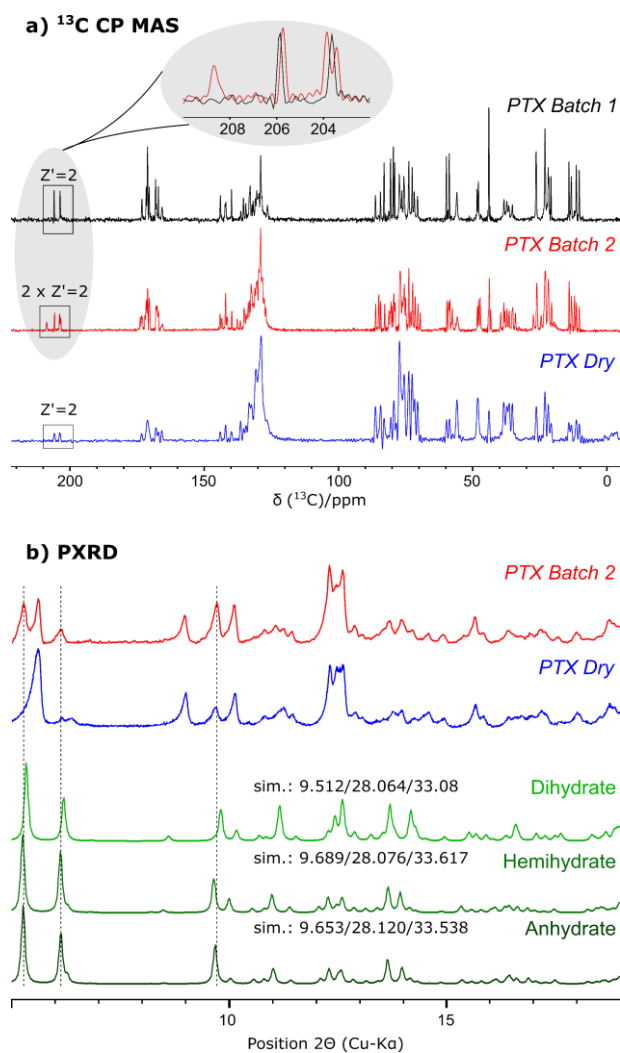 a) ¹³C CP MAS
208 206 204
PTX Batch 1
Z'=2
PTX Batch 2
2 x Z'=2
PTX Dry
Z'=2
200 150 100 50 0
δ (¹³C)/ppm
b) PXRD
PTX Batch 2
PTX Dry
sim.: 9.512/28.064/33.08
Dihydrate
sim.: 9.689/28.076/33.617
Hemihydrate
sim.: 9.653/28.120/33.538
Anhydrate
10 15
Position 2Θ (Cu-Kα)